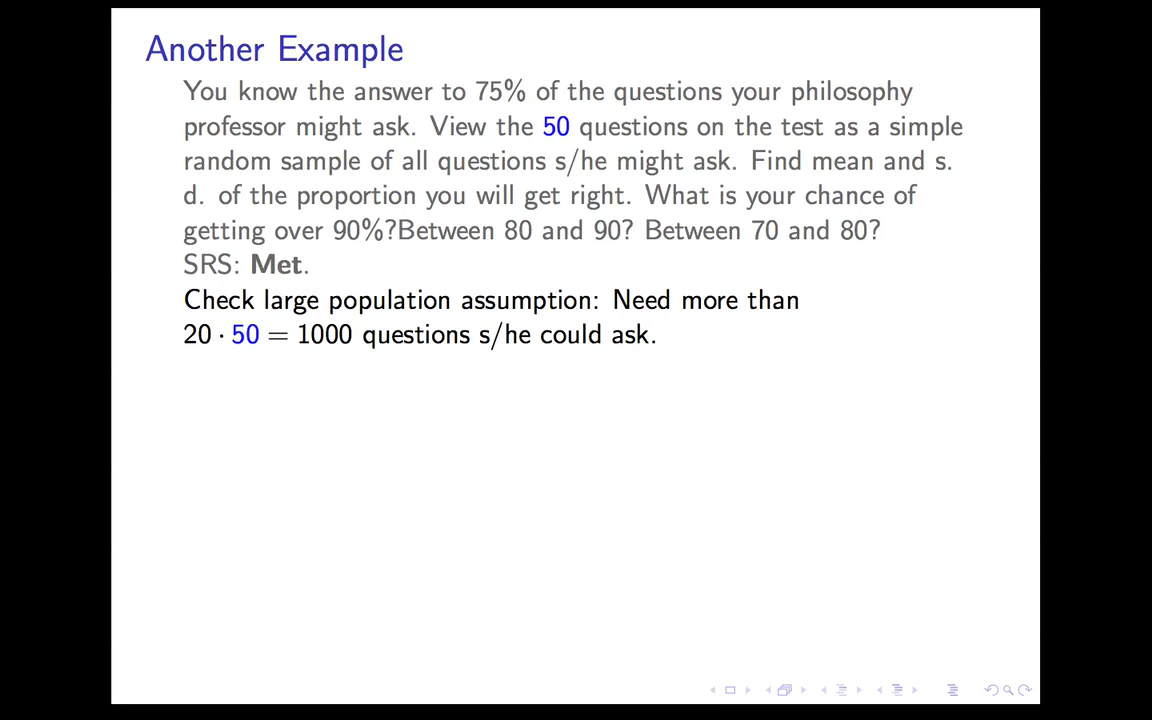 Another Example
You know the answer to 75% of the questions your philosophy
professor might ask. View the 50 questions on the test as a simple
random sample of all questions s/he might ask. Find mean and s.
d. of the proportion you will get right. What is your chance of
getting over 90%?Between 80 and 90? Between 70 and 80?
SRS: Met.
Check large population assumption: Need more than
20 · 50 = 1000 questions s/he could ask.